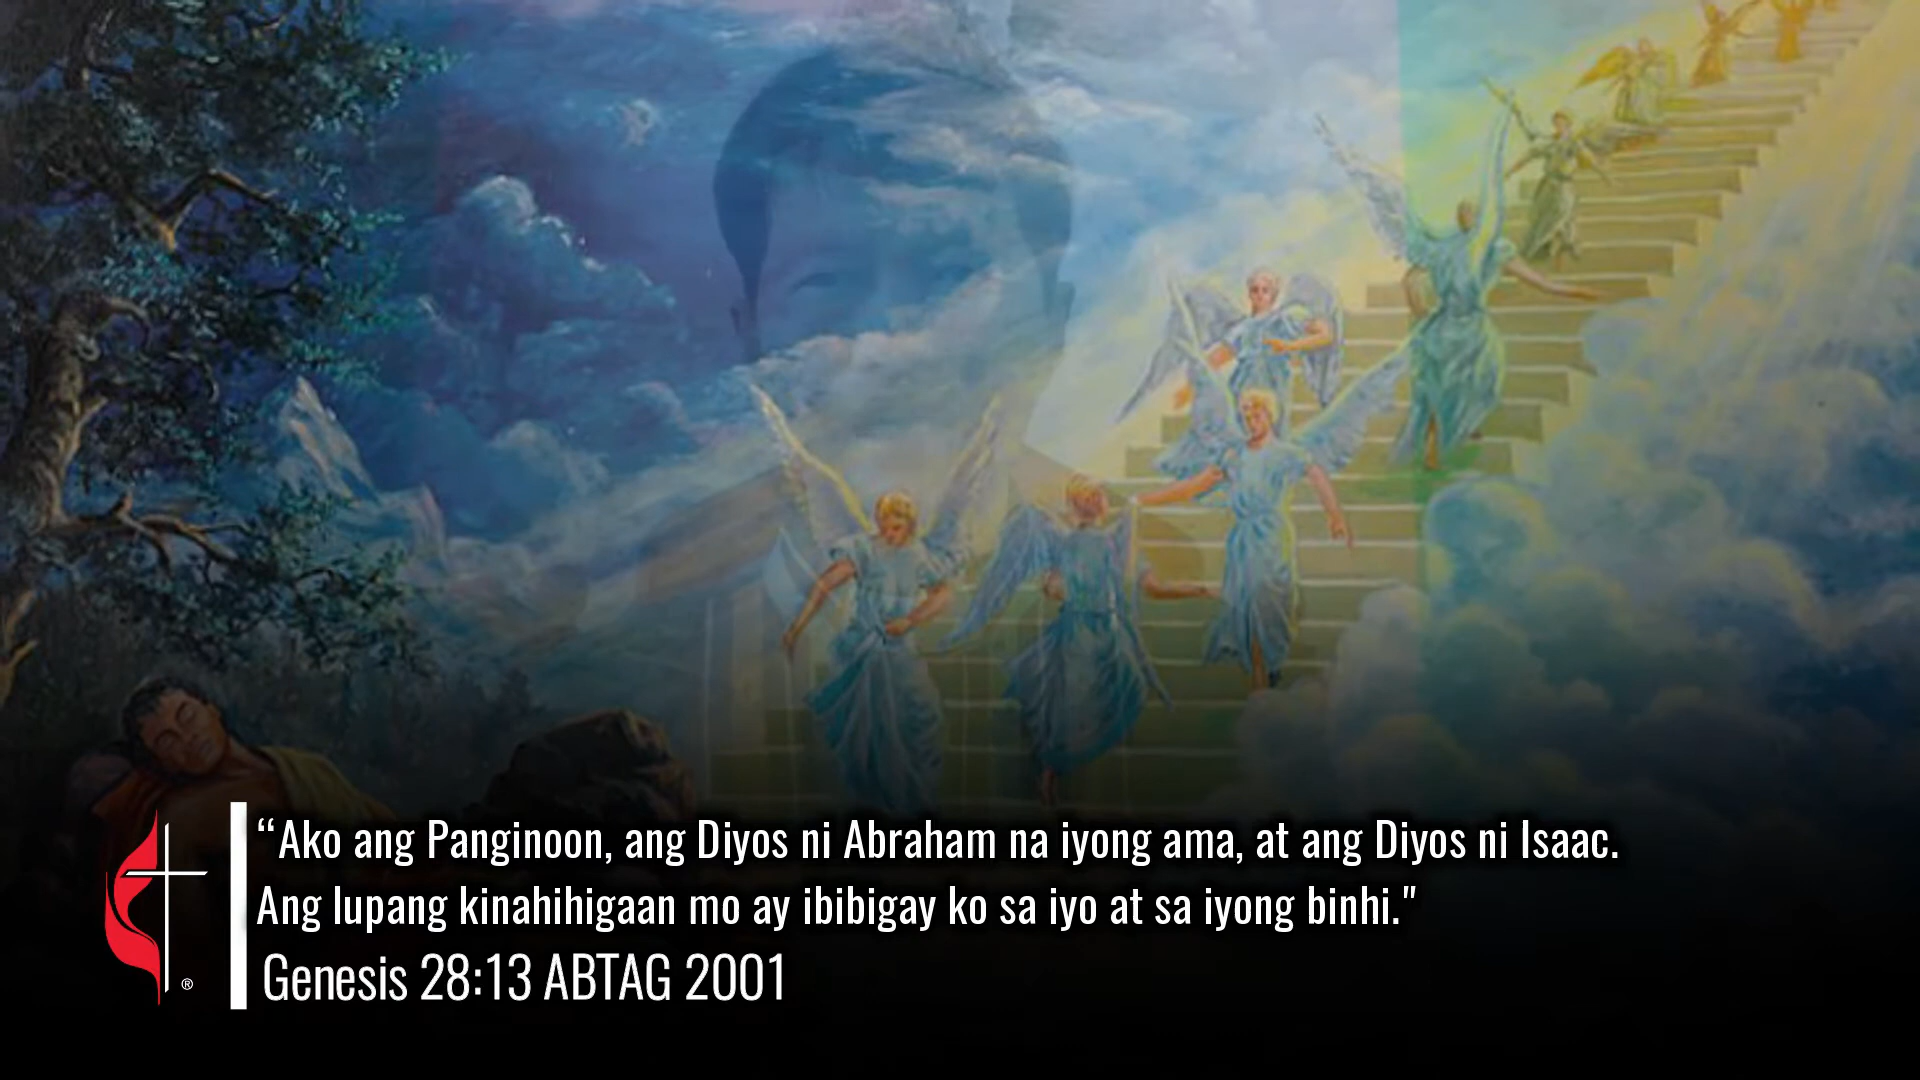 “Ako ang Panginoon, ang Diyos ni Abraham na iyong ama, at ang Diyos ni Isaac.
Ang lupang kinahihigaan mo ay ibibigay ko sa iyo at sa iyong binhi."
Genesis 28:13 ABTAG 2001
®